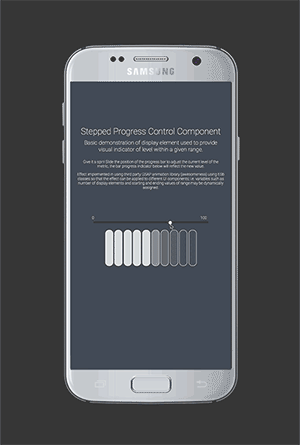 SAMSUNG
Stepped Progress Control Component
Basic demonstration of display element used to provide
visual indicator of level within a given range.
Give it a spin! Slide the position of the progress bar to adjust the current level of the
metric, the bar progress indicator below will reflect the new value.
Effect implemented in using third party 'GSAP' animation library (awesomeness) using ES6
classes so that the effect can be applied to different UI components, ie. variables such as
number of display elements and starting and ending values of range may be dynamically
assigned.
0 100